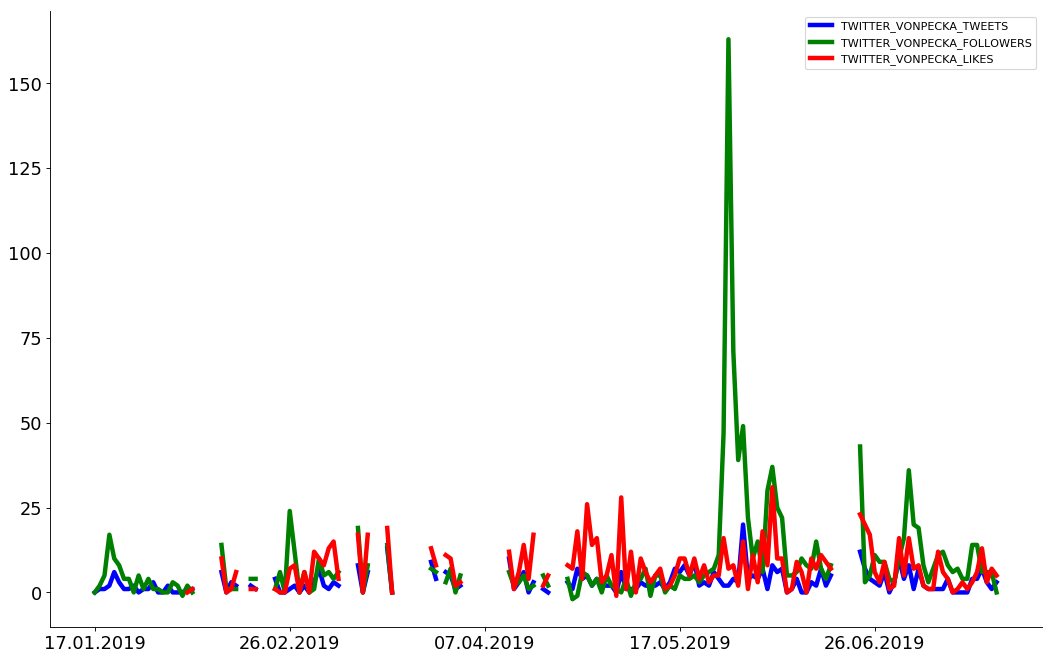 TWITTER_VONPECKA_TWEETS
TWITTER_VONPECKA_FOLLOWERS
TWITTER_VONPECKA_LIKES
150
125
100
75
50
25
0
17.01.2019 26.02.2019 07.04.2019 17.05.2019 26.06.2019